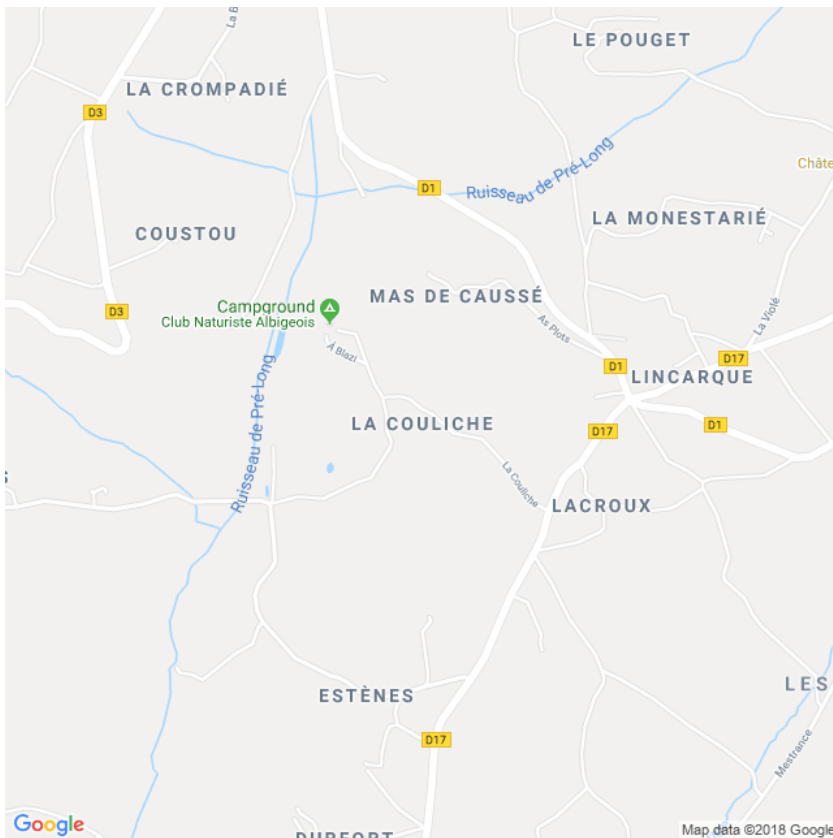 LE POUGET
LA CROMPADIÉ
D3
Châte
Ruisseau de Pré-Long
D1
LA MONESTARIÉ
COUSTOU
MAS DE CAUSSÉ
Campground
Club Naturiste Albigeois
D3
As Plots
La Violé
À Blazi
D17
D1
LINCARQUE
Ruisseau de Pré-Long
LA COULICHE
D17
D1
La Couliche
LACROUX
LES
ESTÈNES
D17
Mestrance
Google
Map data ©2018 Google